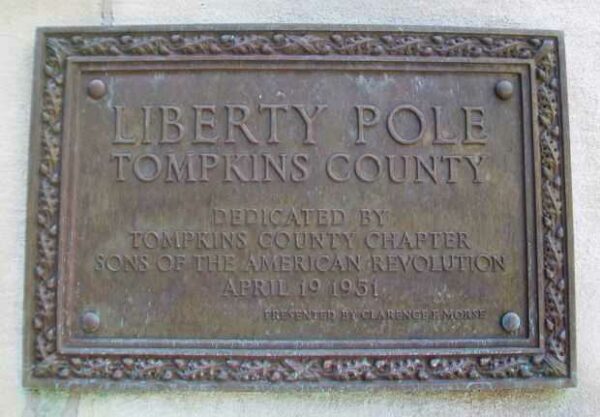 LIBERTY POLE
TOMPKINS COUNTY
DEDICATED BY
TOMPKINS COUNTY CHAPTER
SONS OF THE AMERICAN REVOLUTION
APRIL 19 1951
PRESENTED BY CLARENCE F. MORSE